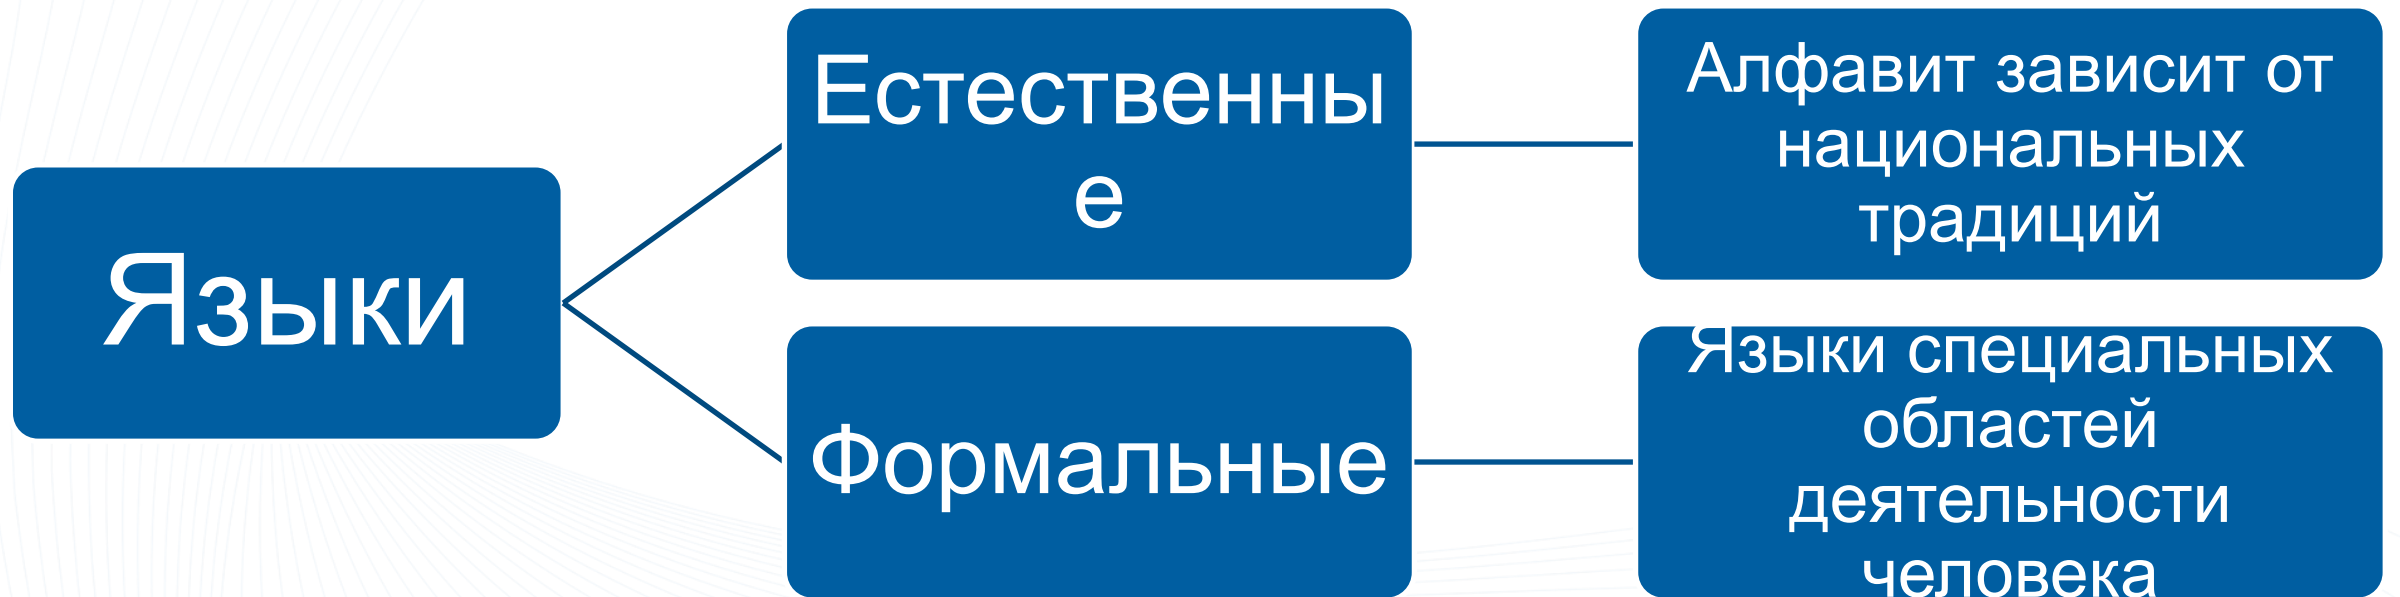 Языки
Естественны
е
Алфавит зависит от
национальных
традиций
Формальные
Языки специальных
областей
деятельности
человека